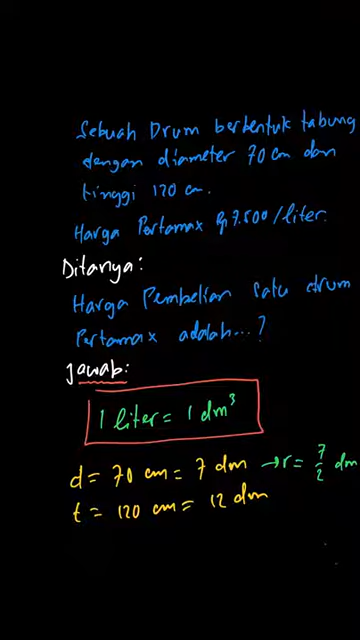 Sebuah Drum berbentuk tabung
dengan diameter 70 cm dan
tinggi 120 cm.
Harga Pertamax Rp 7.500/liter.
Ditanya:
Harga Pembelian satu drum
Pertamax adalah...?
Jawab:
1 liter = 1 dm³
d = 70 cm = 7 dm → r = 7/2 dm
t = 120 cm = 12 dm